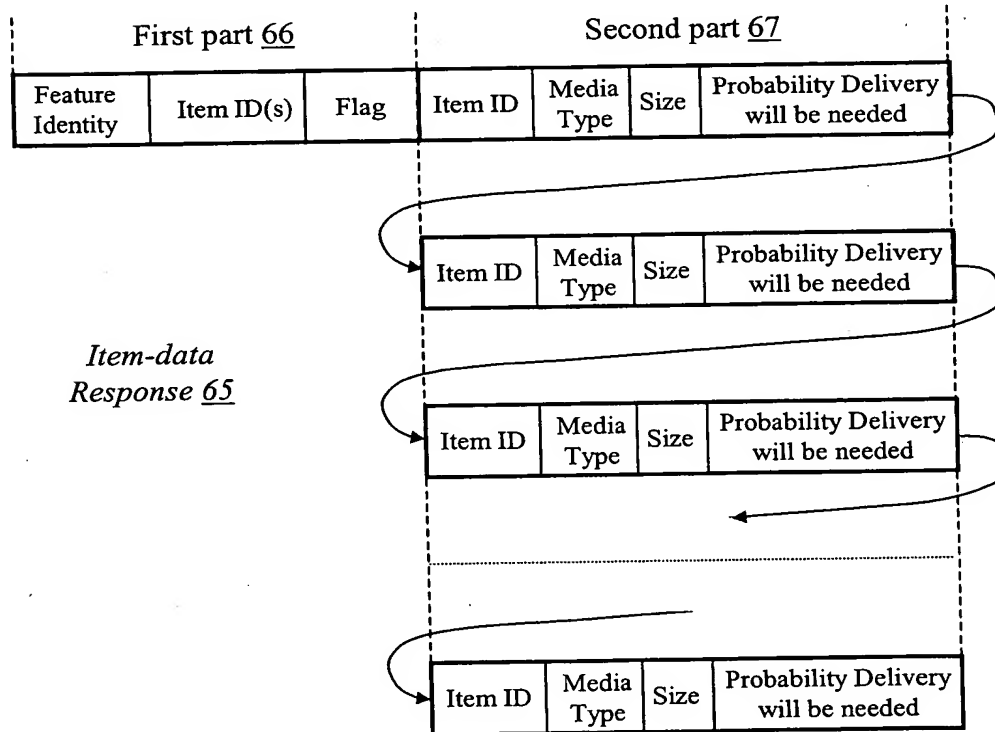 First part 66
Second part 67
Feature Identity
Item ID(s)
Flag
Item ID
Media Type
Size
Probability Delivery will be needed
Item ID
Media Type
Size
Probability Delivery will be needed
Item-data
Response 65
Item ID
Media Type
Size
Probability Delivery will be needed
Item ID
Media Type
Size
Probability Delivery will be needed